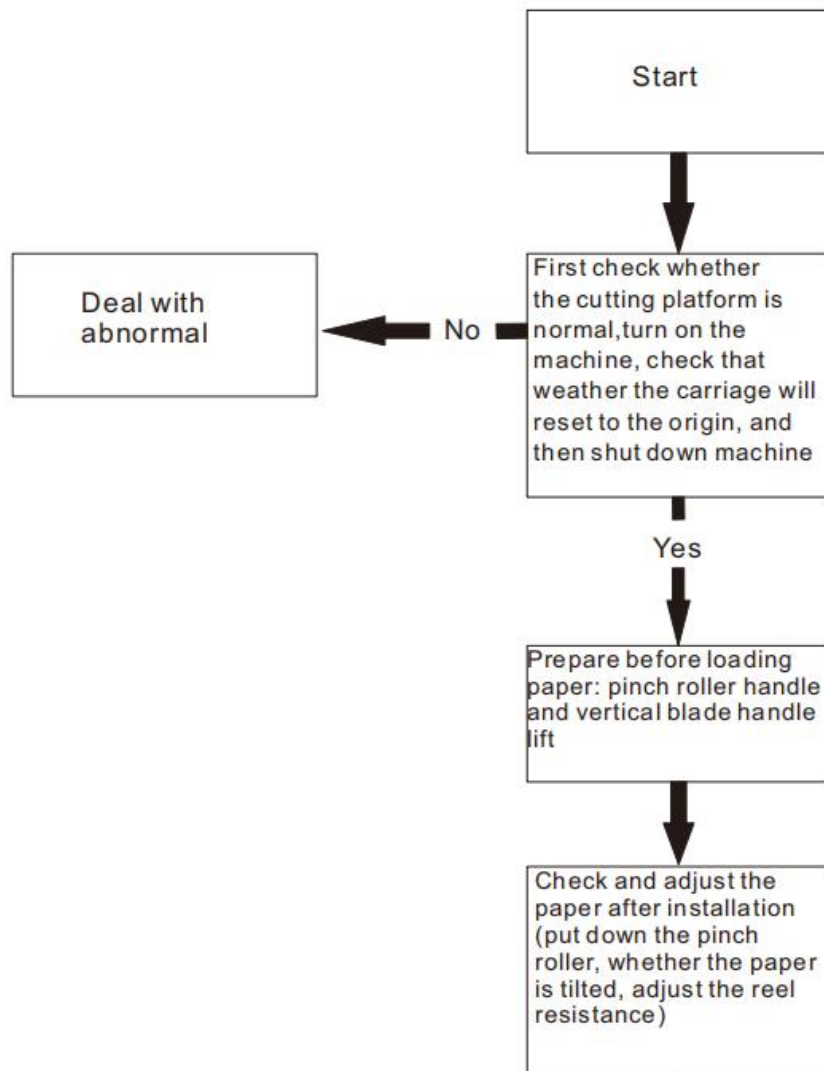 Start
First check whether
the cutting platform is
normal,turn on the
machine, check that
weather the carriage will
reset to the origin, and
then shut down machine
No
Deal with
abnormal
Yes
Prepare before loading
paper: pinch roller handle
and vertical blade handle
lift
Check and adjust the
paper after installation
(put down the pinch
roller, whether the paper
is tilted, adjust the reel
resistance)